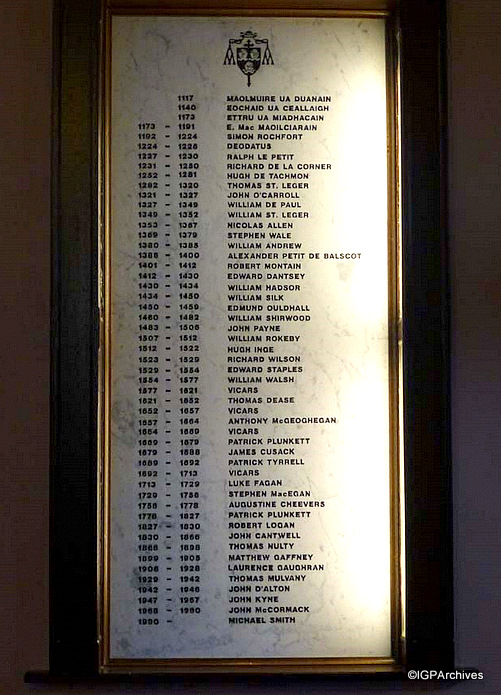 1117 MAOLMUIRE UA DUANAIN
1140 EOCHAID UA CEALLAIGH
1173 ETTRU UA MIADHACAIN
1173 - 1191 E. Mac MAOILCIARAIN
1192 - 1224 SIMON ROCHFORT
1224 - 1226 DEODATUS
1227 - 1230 RALPH LE PETIT
1231 - 1250 RICHARD DE LA CORNER
1252 - 1281 HUGH DE TACHMON
1282 - 1320 THOMAS ST. LEGER
1321 - 1327 JOHN O'CARROLL
1327 - 1349 WILLIAM DE PAUL
1349 - 1352 WILLIAM ST. LEGER
1353 - 1367 NICOLAS ALLEN
1369 - 1379 STEPHEN WALE
1380 - 1385 WILLIAM ANDREW
1386 - 1400 ALEXANDER PETIT DE BALSCOT
1401 - 1412 ROBERT MONTAIN
1412 - 1430 EDWARD DANTSEY
1430 - 1434 WILLIAM HADSOR
1434 - 1450 WILLIAM SILK
1450 - 1459 EDMUND OULDHALL
1460 - 1482 WILLIAM SHIRWOOD
1483 - 1506 JOHN PAYNE
1507 - 1512 WILLIAM ROKEBY
1512 - 1522 HUGH INGE
1523 - 1529 RICHARD WILSON
1529 - 1554 EDWARD STAPLES
1554 - 1577 WILLIAM WALSH
1577 - 1621 VICARS
1621 - 1652 THOMAS DEASE
1652 - 1657 VICARS
1657 - 1664 ANTHONY McGEOGHEGAN
1664 - 1669 VICARS
1669 - 1679 PATRICK PLUNKETT
1679 - 1688 JAMES CUSACK
1689 - 1692 PATRICK TYRRELL
1692 - 1713 VICARS
1713 - 1729 LUKE FAGAN
1729 - 1756 STEPHEN MacEGAN
1756 - 1778 AUGUSTINE CHEEVERS
1778 - 1827 PATRICK PLUNKETT
1827 - 1830 ROBERT LOGAN
1830 - 1866 JOHN CANTWELL
1866 - 1898 THOMAS NULTY
1899 - 1905 MATTHEW GAFFNEY
1906 - 1928 LAURENCE GAUGHRAN
1929 - 1942 THOMAS MULVANY
1942 - 1946 JOHN D'ALTON
1947 - 1967 JOHN KYNE
1968 - 1990 JOHN McCORMACK
1990 - MICHAEL SMITH
©IGPArchives